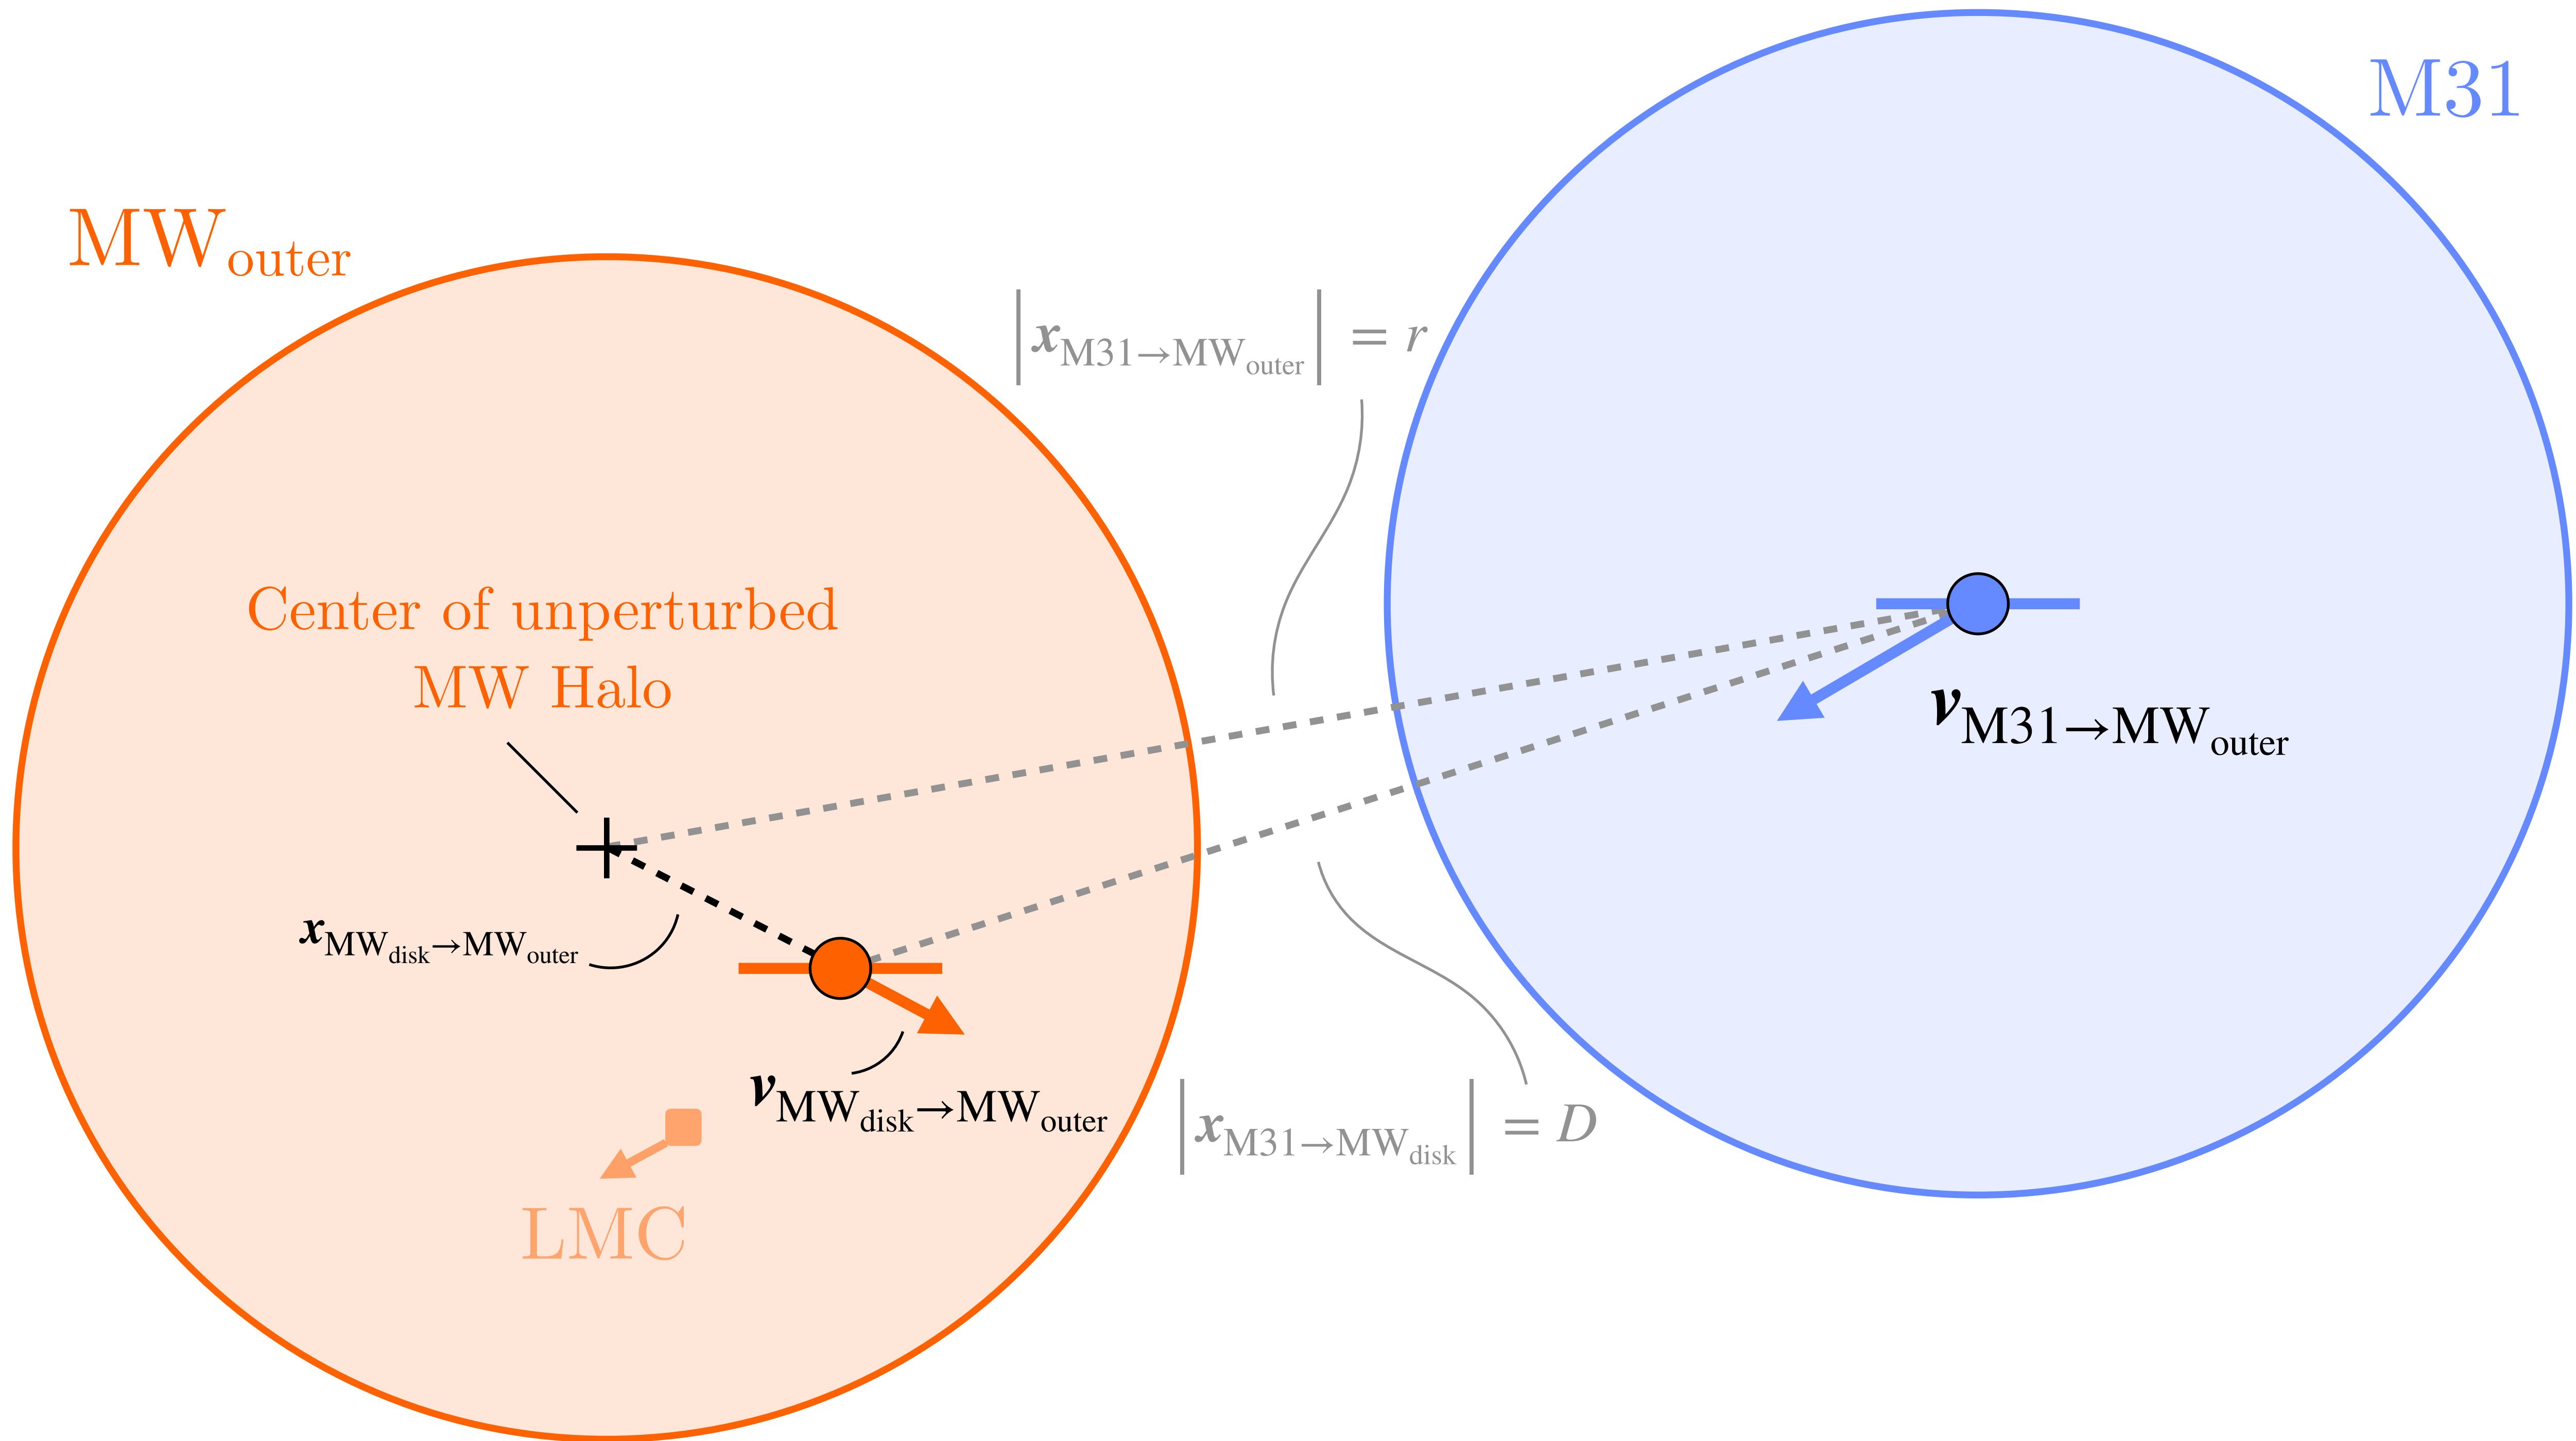 M31
MW_outer
|x_M31→MW_outer| = r
Center of unperturbed
MW Halo
v_M31→MW_outer
x_MW_disk→MW_outer
v_MW_disk→MW_outer
|x_M31→MW_disk| = D
LMC